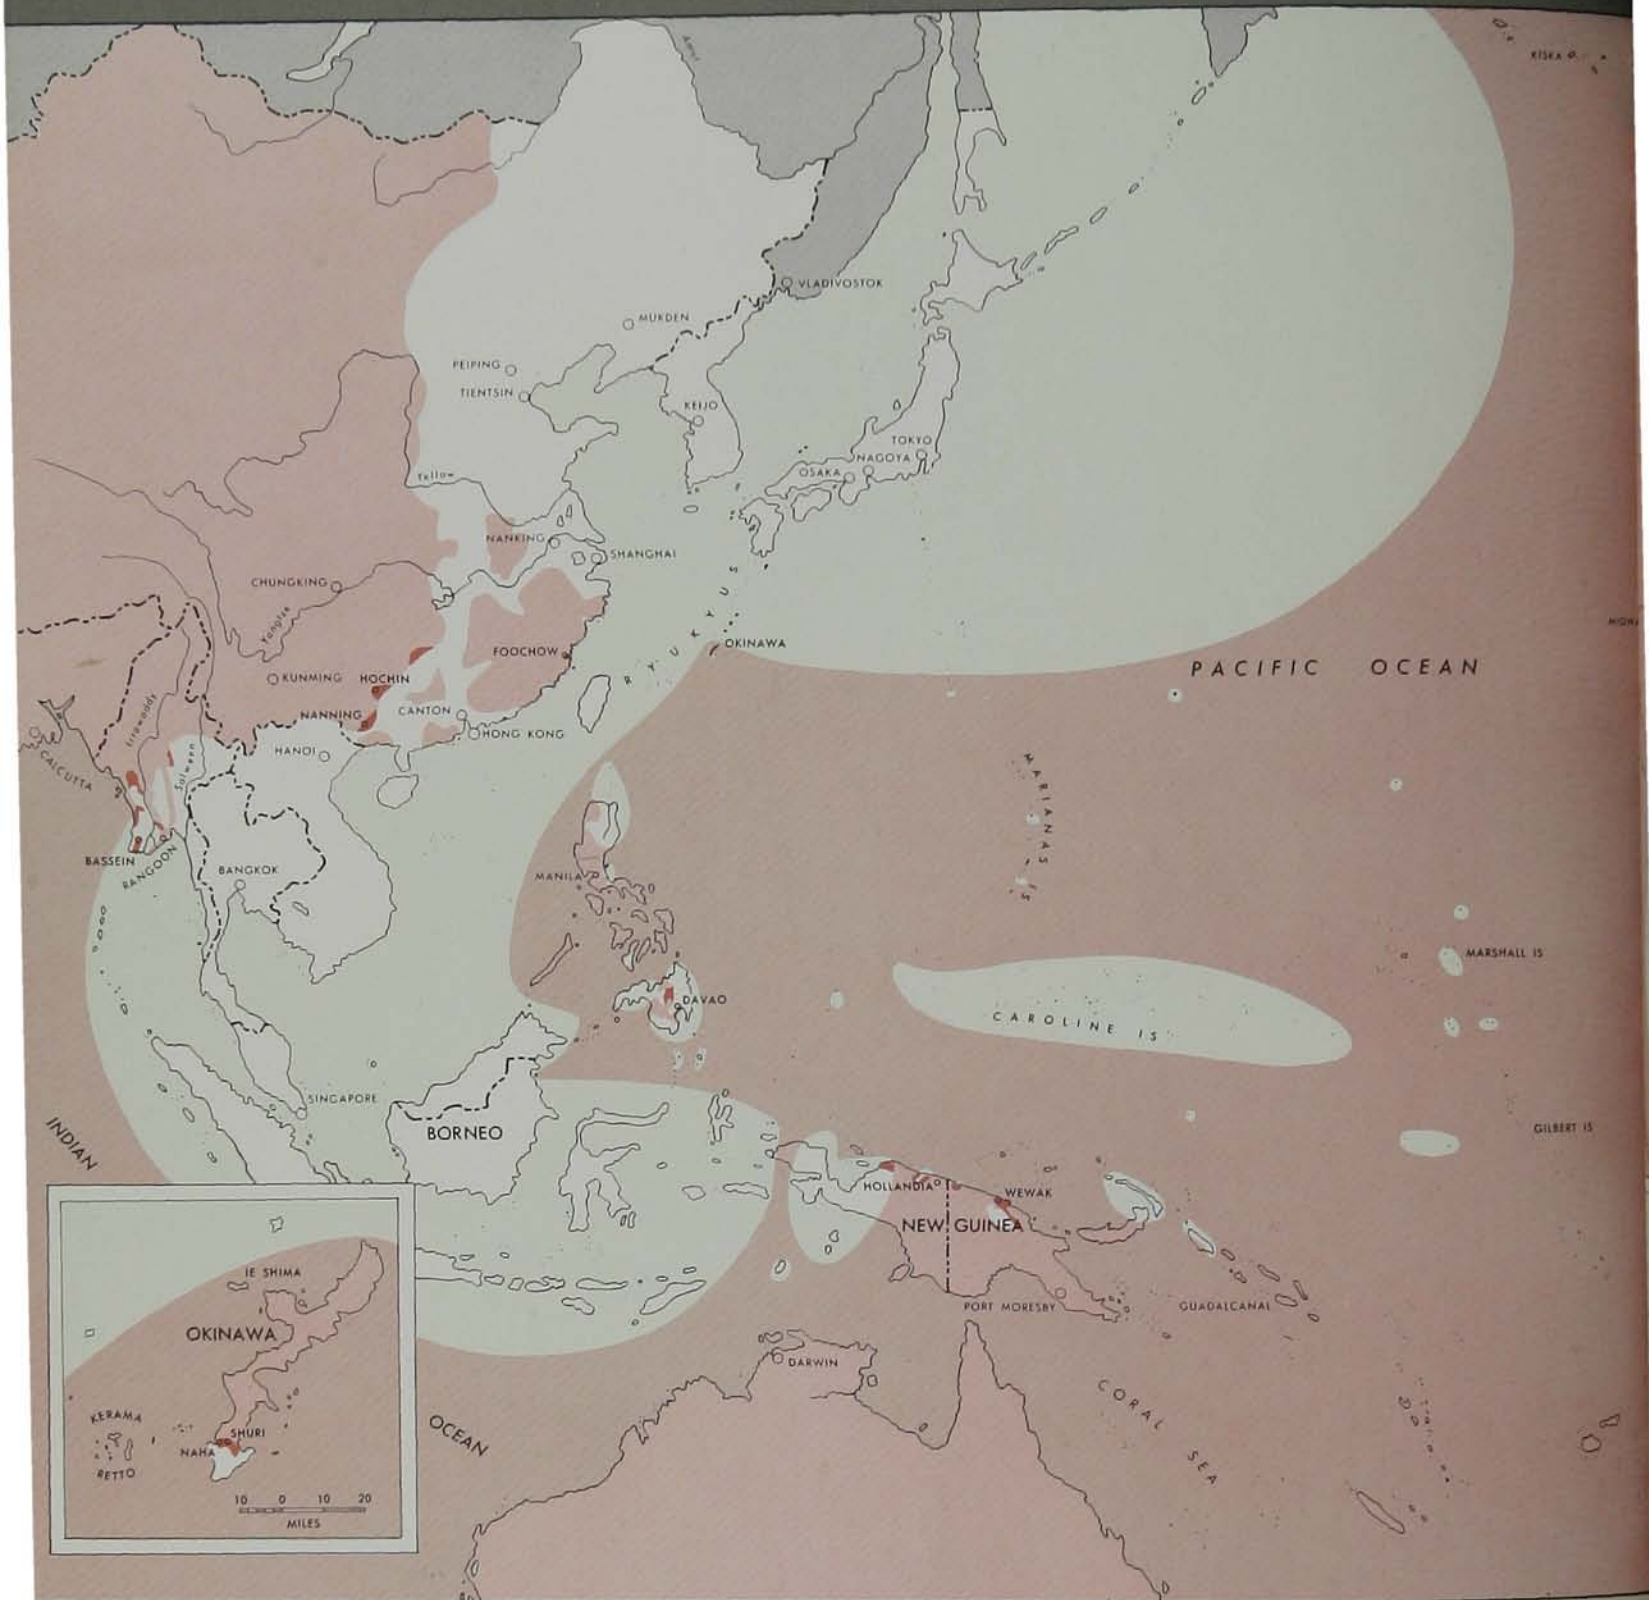 Amur
KISKA
VLADIVOSTOK
MUKDEN
PEIPING
TIENTSIN
KEIJO
TOKYO
NAGOYA
OSAKA
Yellow
NANKING
SHANGHAI
CHUNGKING
Yangtze
RYUKYUS
OKINAWA
FOOCHOW
PACIFIC OCEAN
KUNMING
HOCHIN
NANNING
CANTON
HONG KONG
Irrawaddy
Salween
HANOI
CALCUTTA
MARIANAS IS
BASSEIN
RANGOON
BANGKOK
MANILA
MARSHALL IS
DAVAO
CAROLINE IS
SINGAPORE
BORNEO
GILBERT IS
INDIAN
HOLLANDIA
WEWAK
NEW GUINEA
IE SHIMA
OKINAWA
PORT MORESBY
GUADALCANAL
DARWIN
CORAL SEA
KERAMA
RETTO
SHURI
NAHA
OCEAN
10 0 10 20
MILES